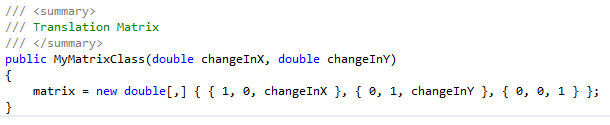 /// <summary>
/// Translation Matrix
/// </summary>
public MyMatrixClass(double changeInX, double changeInY)
{
    matrix = new double[,] { { 1, 0, changeInX }, { 0, 1, changeInY }, { 0, 0, 1 } };
}